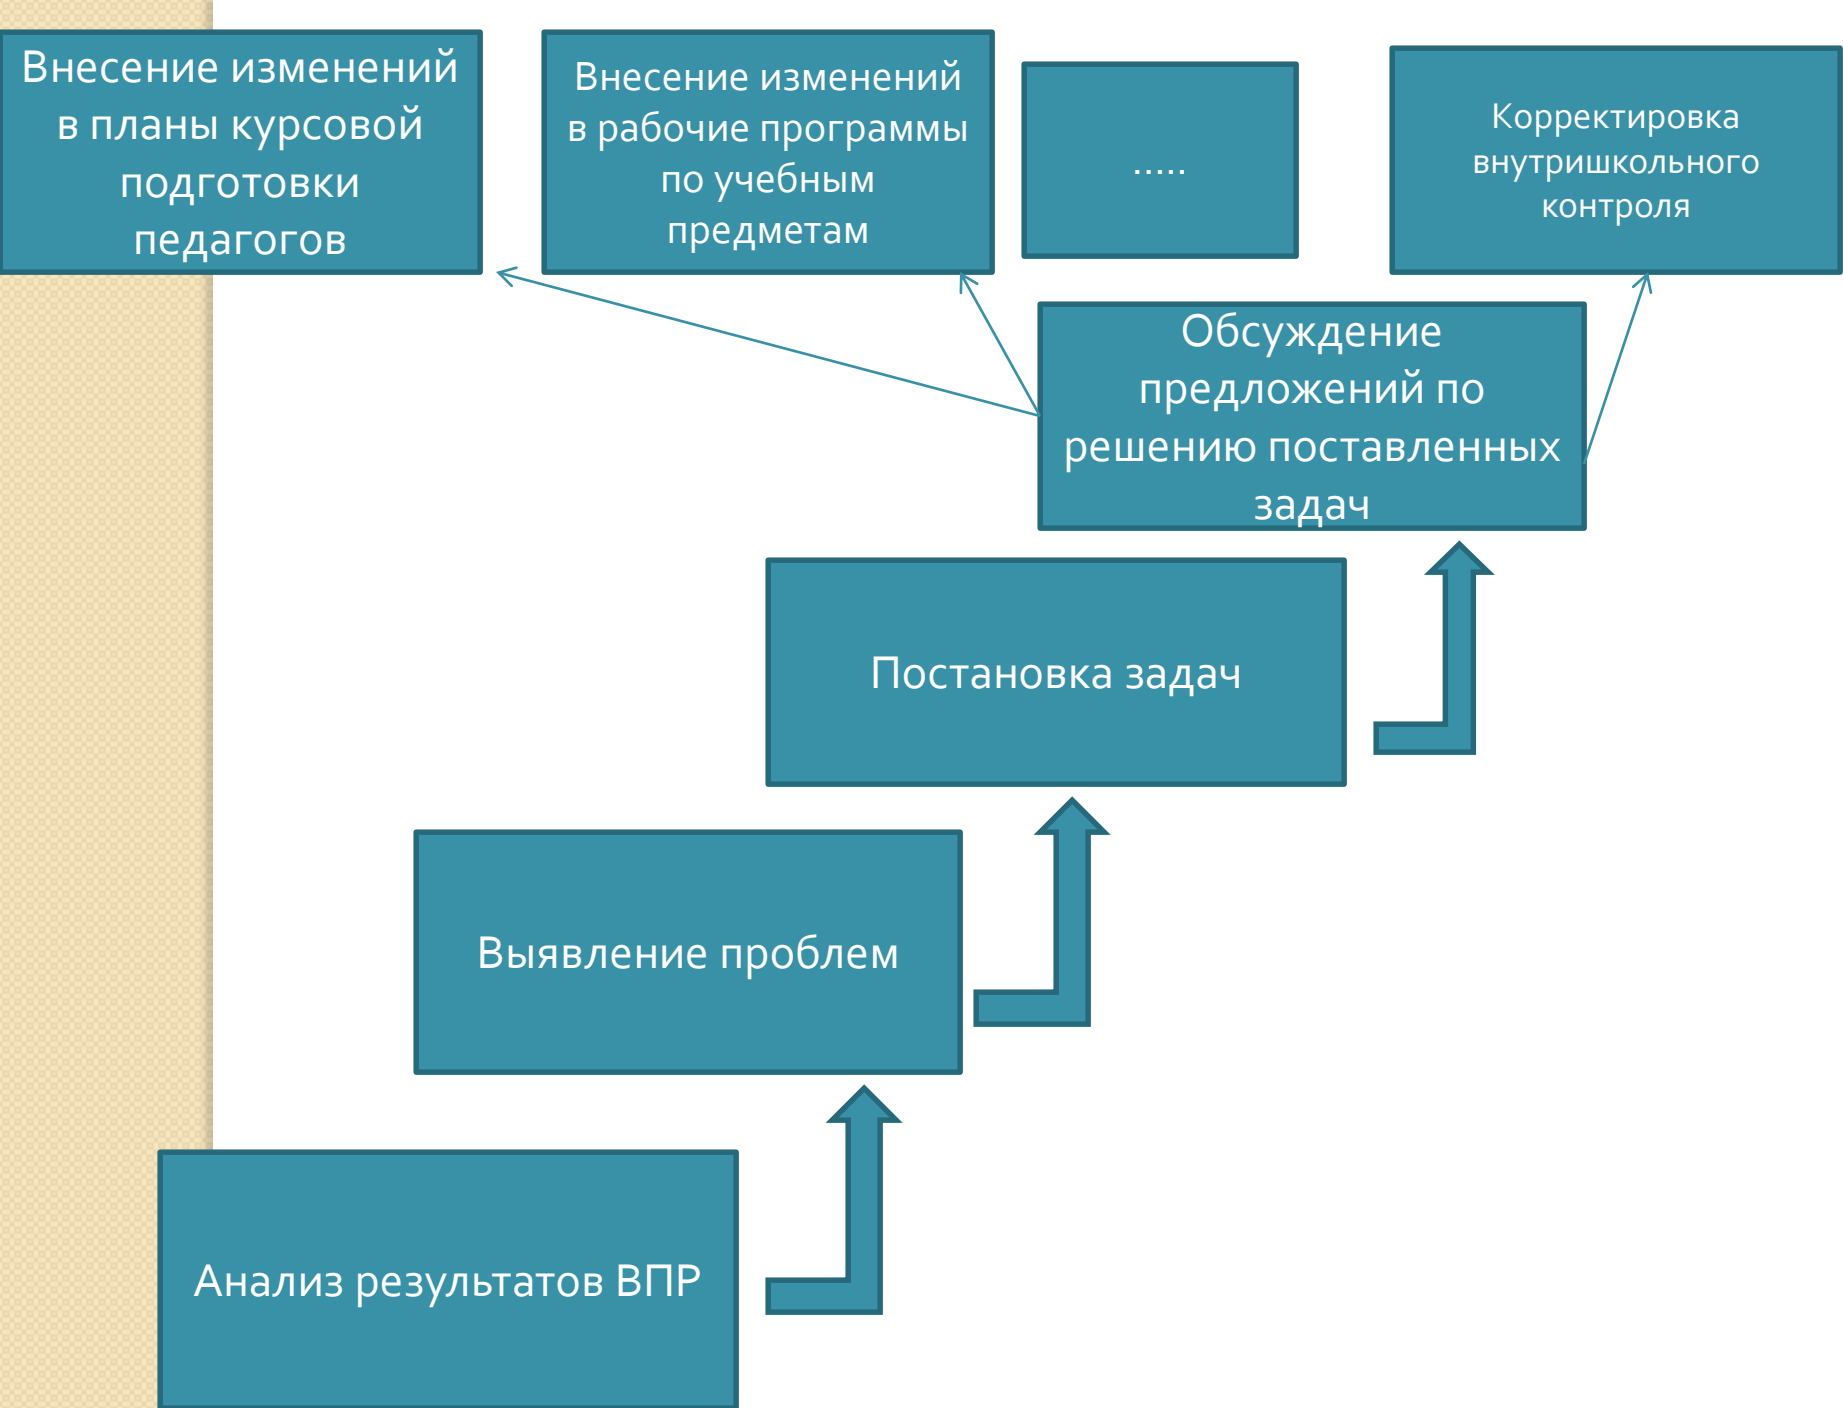 Внесение изменений
в планы курсовой
подготовки
педагогов
Внесение изменений
в рабочие программы
по учебным
предметам
.....
Корректировка
внутришкольного
контроля
Обсуждение
предложений по
решению поставленных
задач
Постановка задач
Выявление проблем
Анализ результатов ВПР